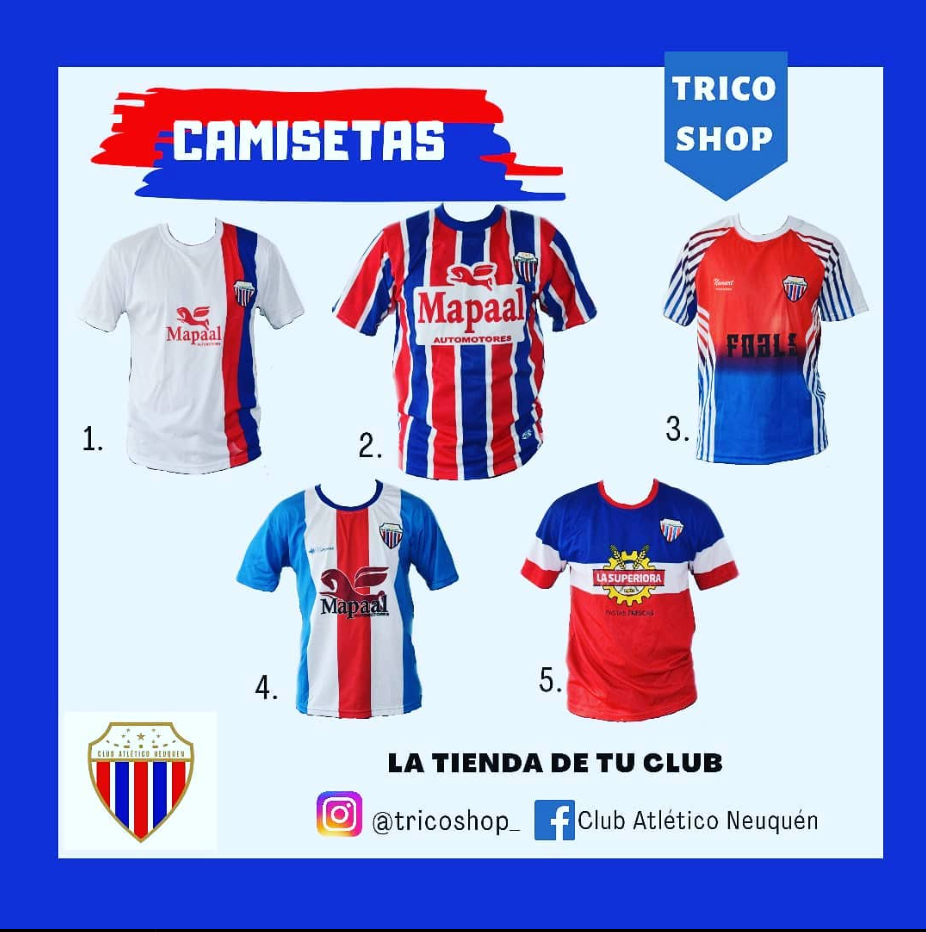 CAMISETAS
TRICO
SHOP
Mapaal
AUTOMOTORES
Mapaal
AUTOMOTORES
FOALS
1.
2.
3.
Mapaal
LA SUPERIORA
4.
5.
CLUB ATLÉTICO NEUQUÉN
LA TIENDA DE TU CLUB
@tricoshop_
Club Atlético Neuquén